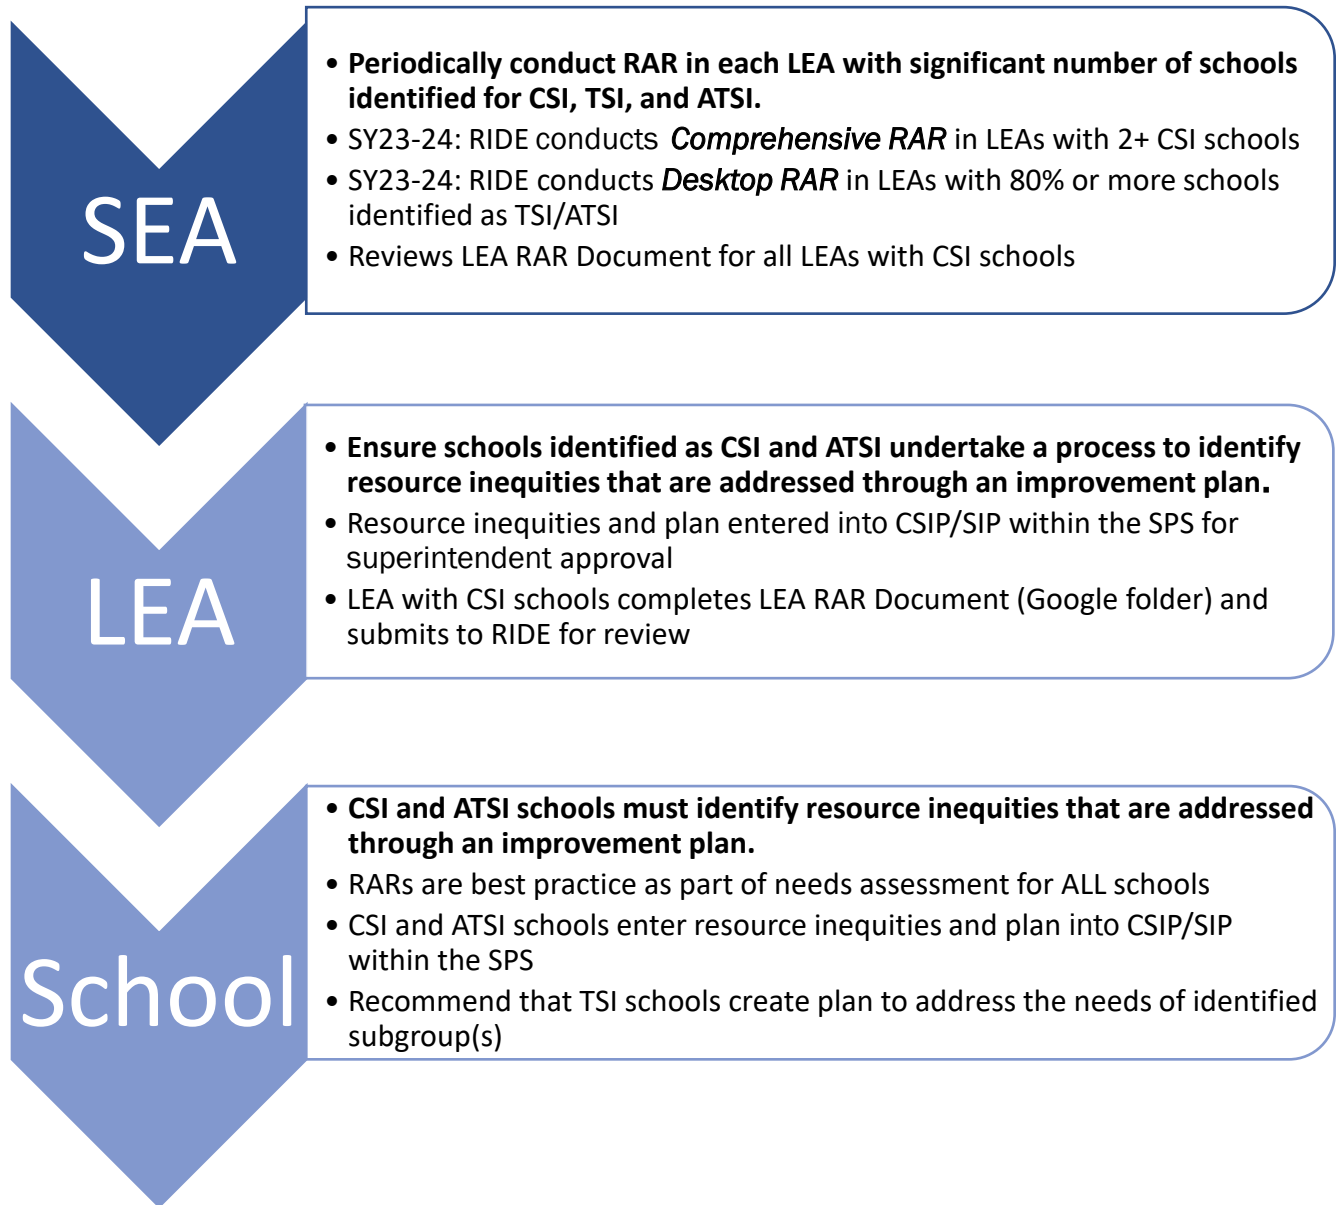 SEA
• Periodically conduct RAR in each LEA with significant number of schools
identified for CSI, TSI, and ATSI.
• SY23-24: RIDE conducts Comprehensive RAR in LEAs with 2+ CSI schools
• SY23-24: RIDE conducts Desktop RAR in LEAs with 80% or more schools
identified as TSI/ATSI
• Reviews LEA RAR Document for all LEAs with CSI schools
LEA
• Ensure schools identified as CSI and ATSI undertake a process to identify
resource inequities that are addressed through an improvement plan.
• Resource inequities and plan entered into CSIP/SIP within the SPS for
superintendent approval
• LEA with CSI schools completes LEA RAR Document (Google folder) and
submits to RIDE for review
School
• CSI and ATSI schools must identify resource inequities that are addressed
through an improvement plan.
• RARs are best practice as part of needs assessment for ALL schools
• CSI and ATSI schools enter resource inequities and plan into CSIP/SIP
within the SPS
• Recommend that TSI schools create plan to address the needs of identified
subgroup(s)